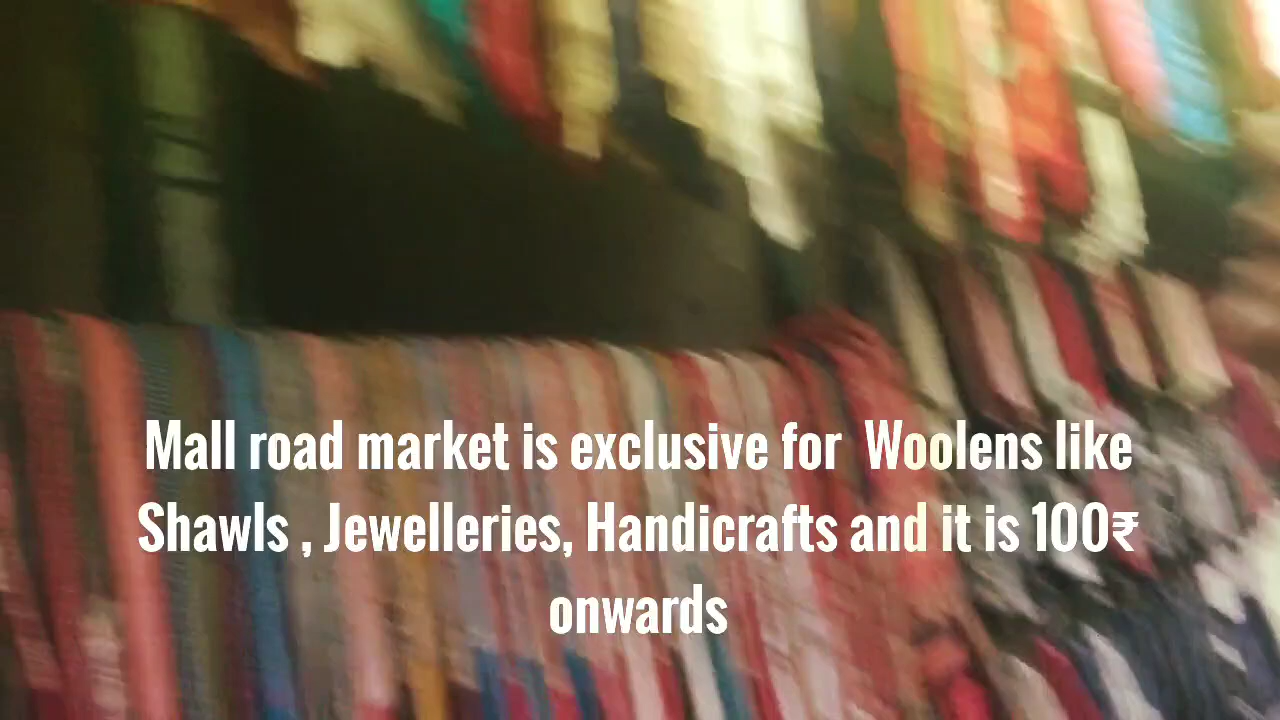 Mall road market is exclusive for  Woolens like
Shawls , Jewelleries, Handicrafts and it is 100₹
onwards